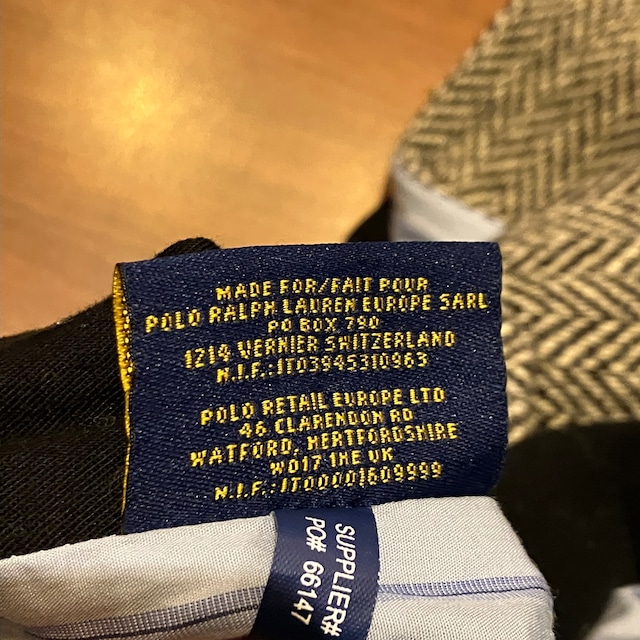 MADE FOR/FAIT POUR
POLO RALPH LAUREN EUROPE SARL
PO BOX 790
1214 VERNIER SWITZERLAND
N.I.F.:IT03945310963
POLO RETAIL EUROPE LTD
46 CLARENDON RD
WATFORD, HERTFORDSHIRE
WD17 1HE UK
N.I.F.:IT00001609999
SUPPLIER#
PO# 66147